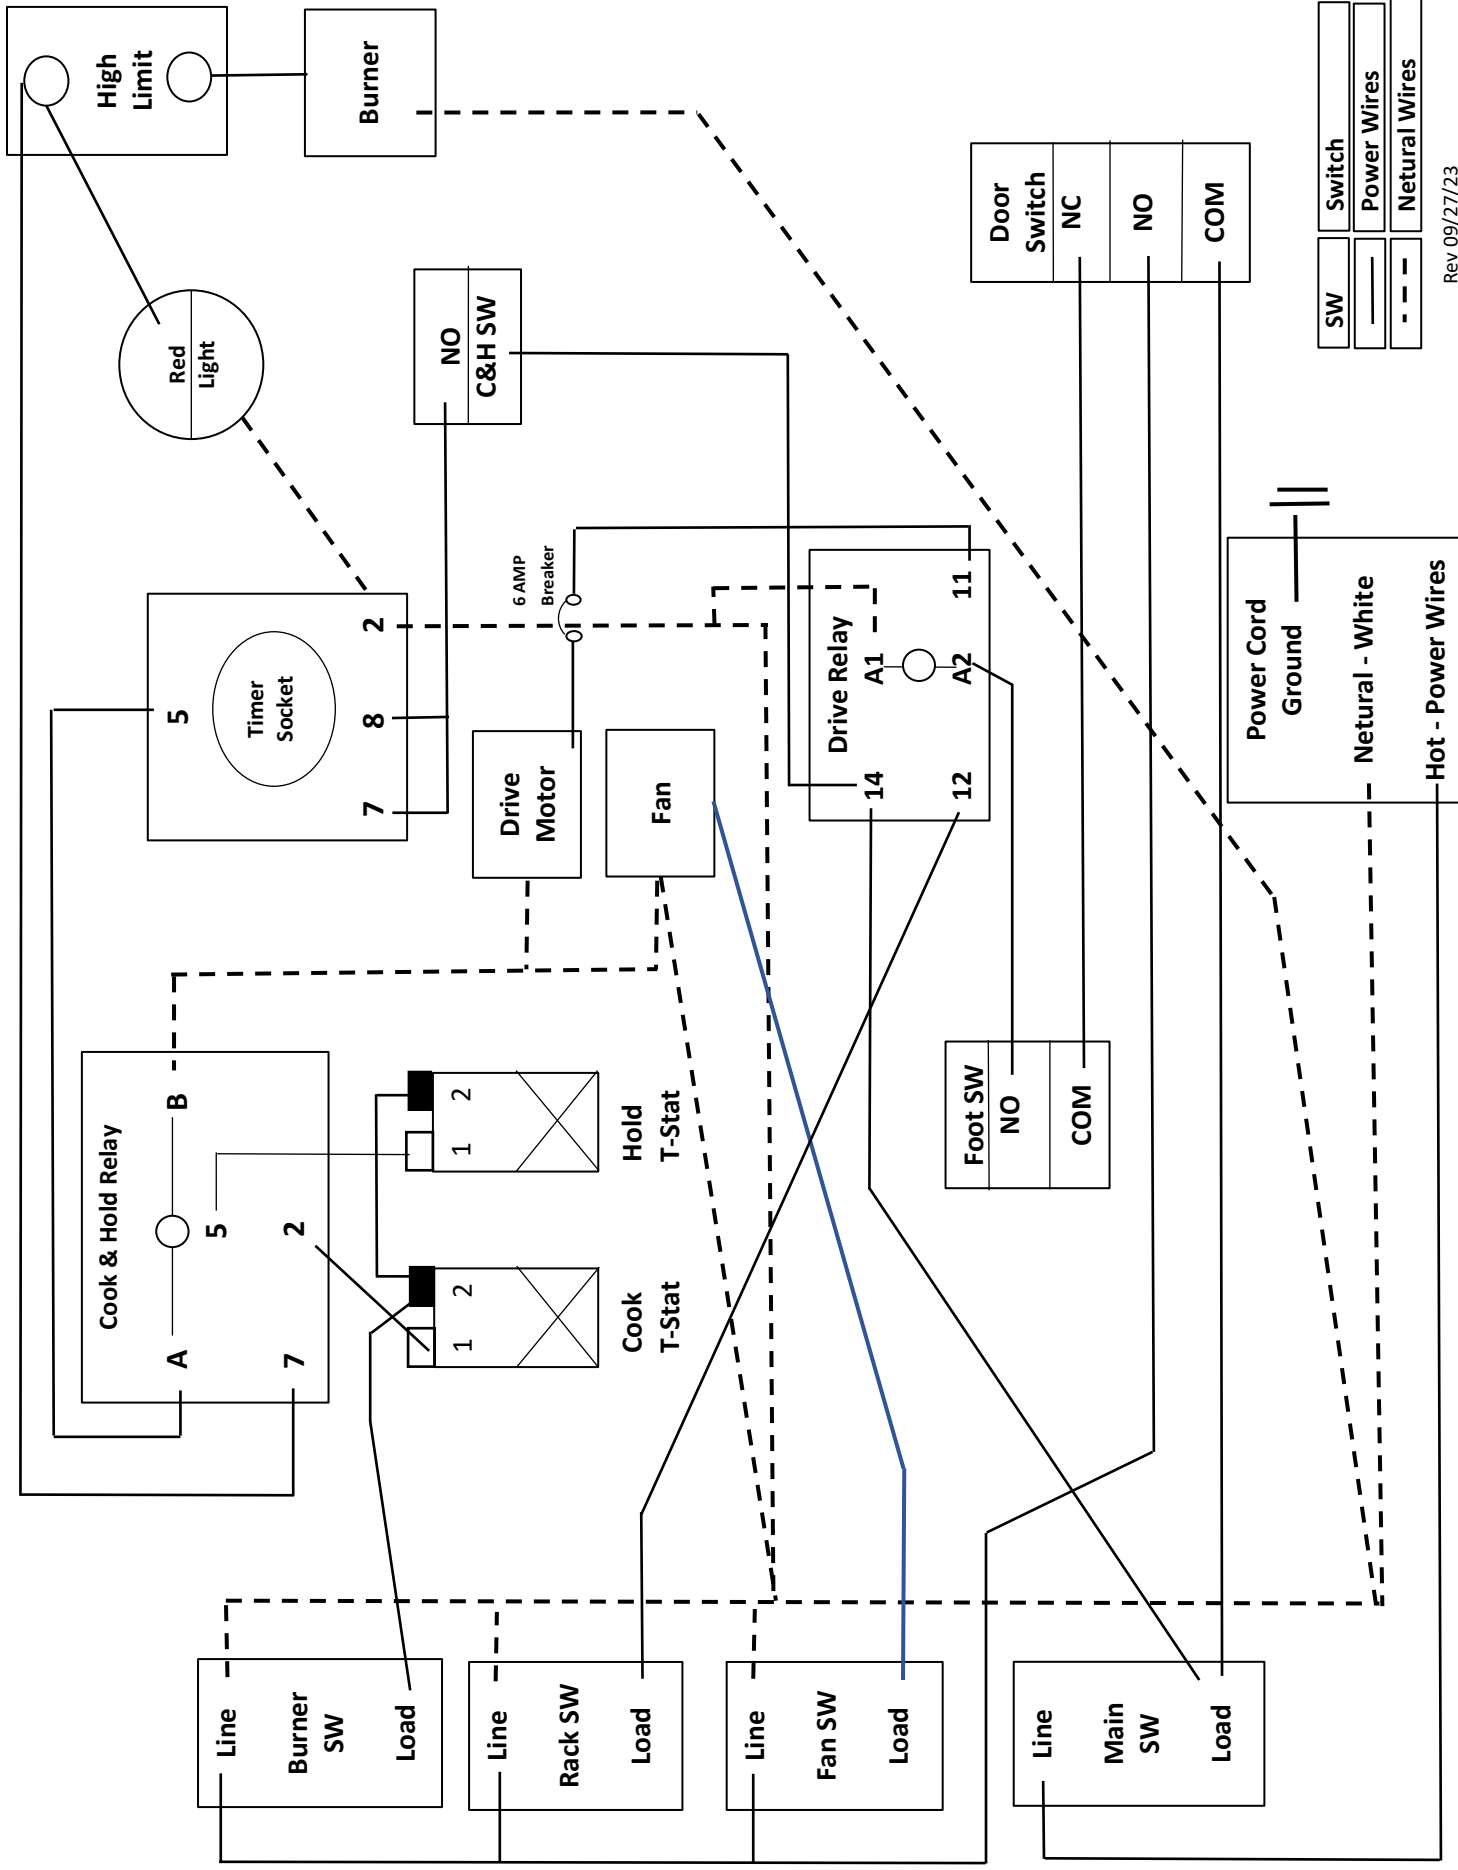 High
Limit
Burner
Red
Light
NO
C&H SW
Door
Switch
NC
NO
COM
SW
Switch
Power Wires
Netural Wires
Rev 09/27/23
5
Timer
Socket
2
8
7
6 AMP
Breaker
Drive
Motor
Fan
Drive Relay
A1
11
A2
14
12
Power Cord
Ground
Netural - White
Hot - Power Wires
Cook & Hold Relay
B
5
2
A
7
2
1
Hold
T-Stat
2
1
Cook
T-Stat
Foot SW
NO
COM
Line
Burner
SW
Load
Line
Rack SW
Load
Line
Fan SW
Load
Line
Main
SW
Load